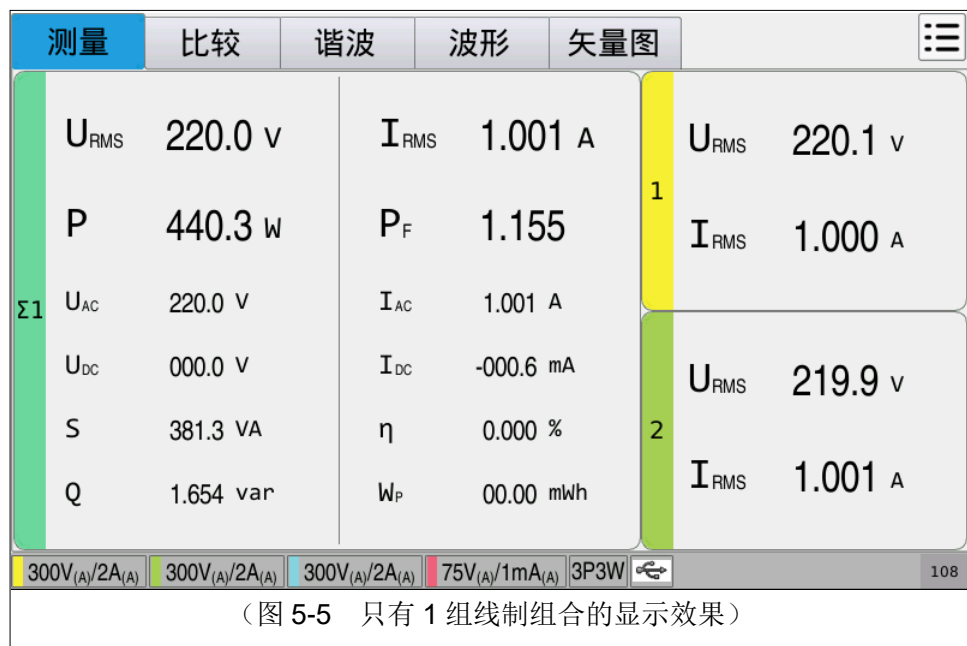 测量 比较 谐波 波形 矢量图
Σ1
URMS 220.0 V IRMS 1.001 A
P 440.3 W PF 1.155
UAC 220.0 V IAC 1.001 A
UDC 000.0 V IDC -000.6 mA
S 381.3 VA η 0.000 %
Q 1.654 var WP 00.00 mWh
1
URMS 220.1 V
IRMS 1.000 A
2
URMS 219.9 V
IRMS 1.001 A
300V(A)/2A(A) 300V(A)/2A(A) 300V(A)/2A(A) 75V(A)/1mA(A) 3P3W 108
（图 5-5 只有 1 组线制组合的显示效果）